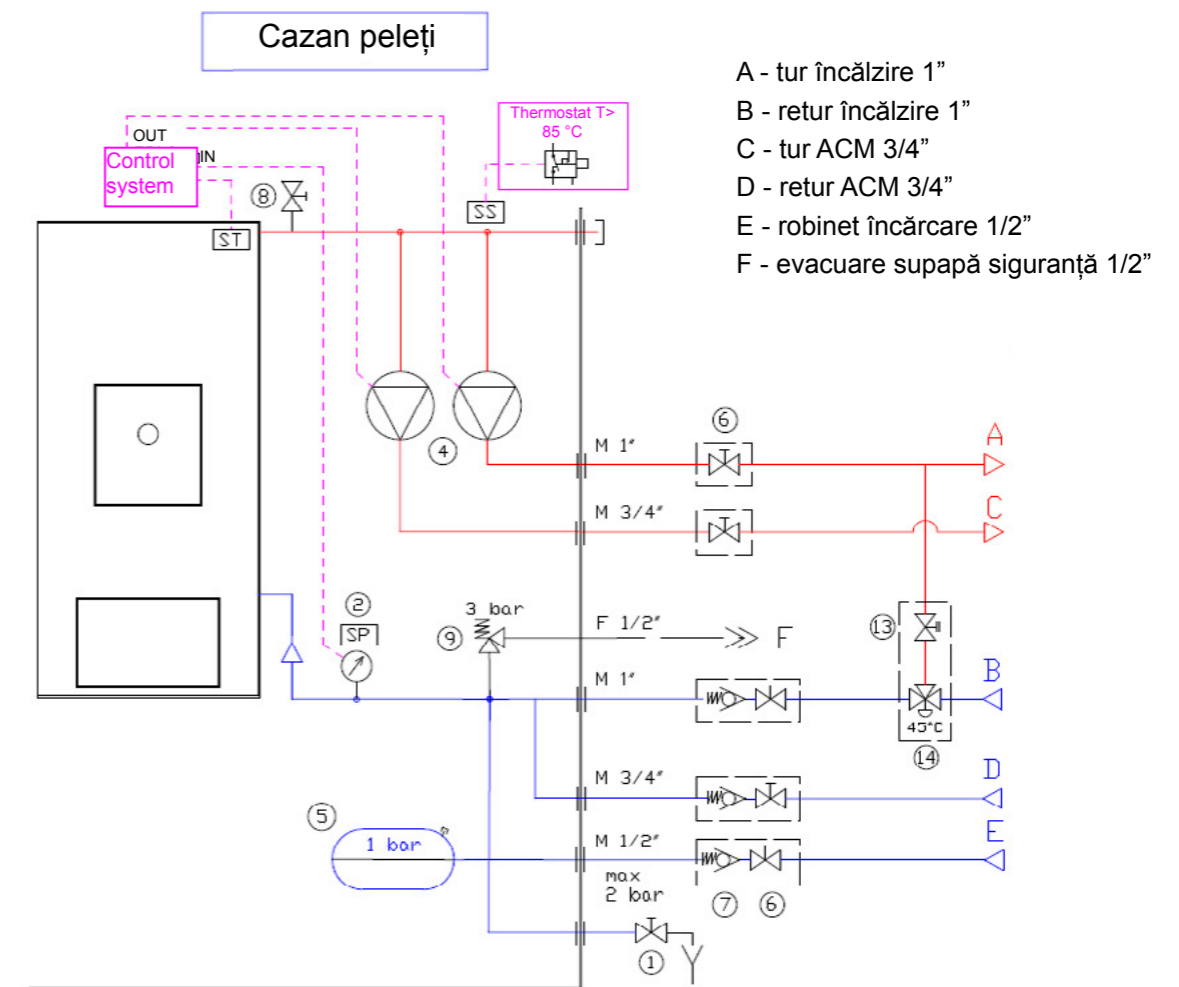 Cazan peleți
A - tur încălzire 1”
B - retur încălzire 1”
C - tur ACM 3/4”
D - retur ACM 3/4”
E - robinet încărcare 1/2”
F - evacuare supapă siguranță 1/2”
Thermostat T>
85 °C
OUT
IN
Control
system
8
SS
ST
6
A
4
M 1"
C
M 3/4"
2
3 bar
SP
9
F 1/2"
F
13
M 1"
B
45°C
14
D
M 3/4"
5
E
1 bar
M 1/2"
max
2 bar
7
6
1